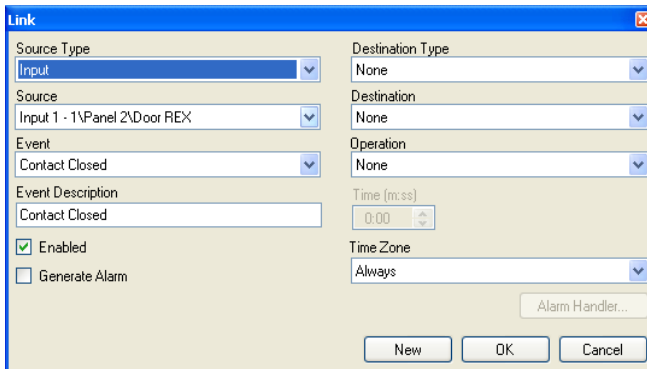 Link
Source Type
Input
Source
Input 1 - 1\Panel 2\Door REX
Event
Contact Closed
Event Description
Contact Closed
Enabled
Generate Alarm
Destination Type
None
Destination
None
Operation
None
Time (m:ss)
0:00
Time Zone
Always
Alarm Handler...
New
OK
Cancel